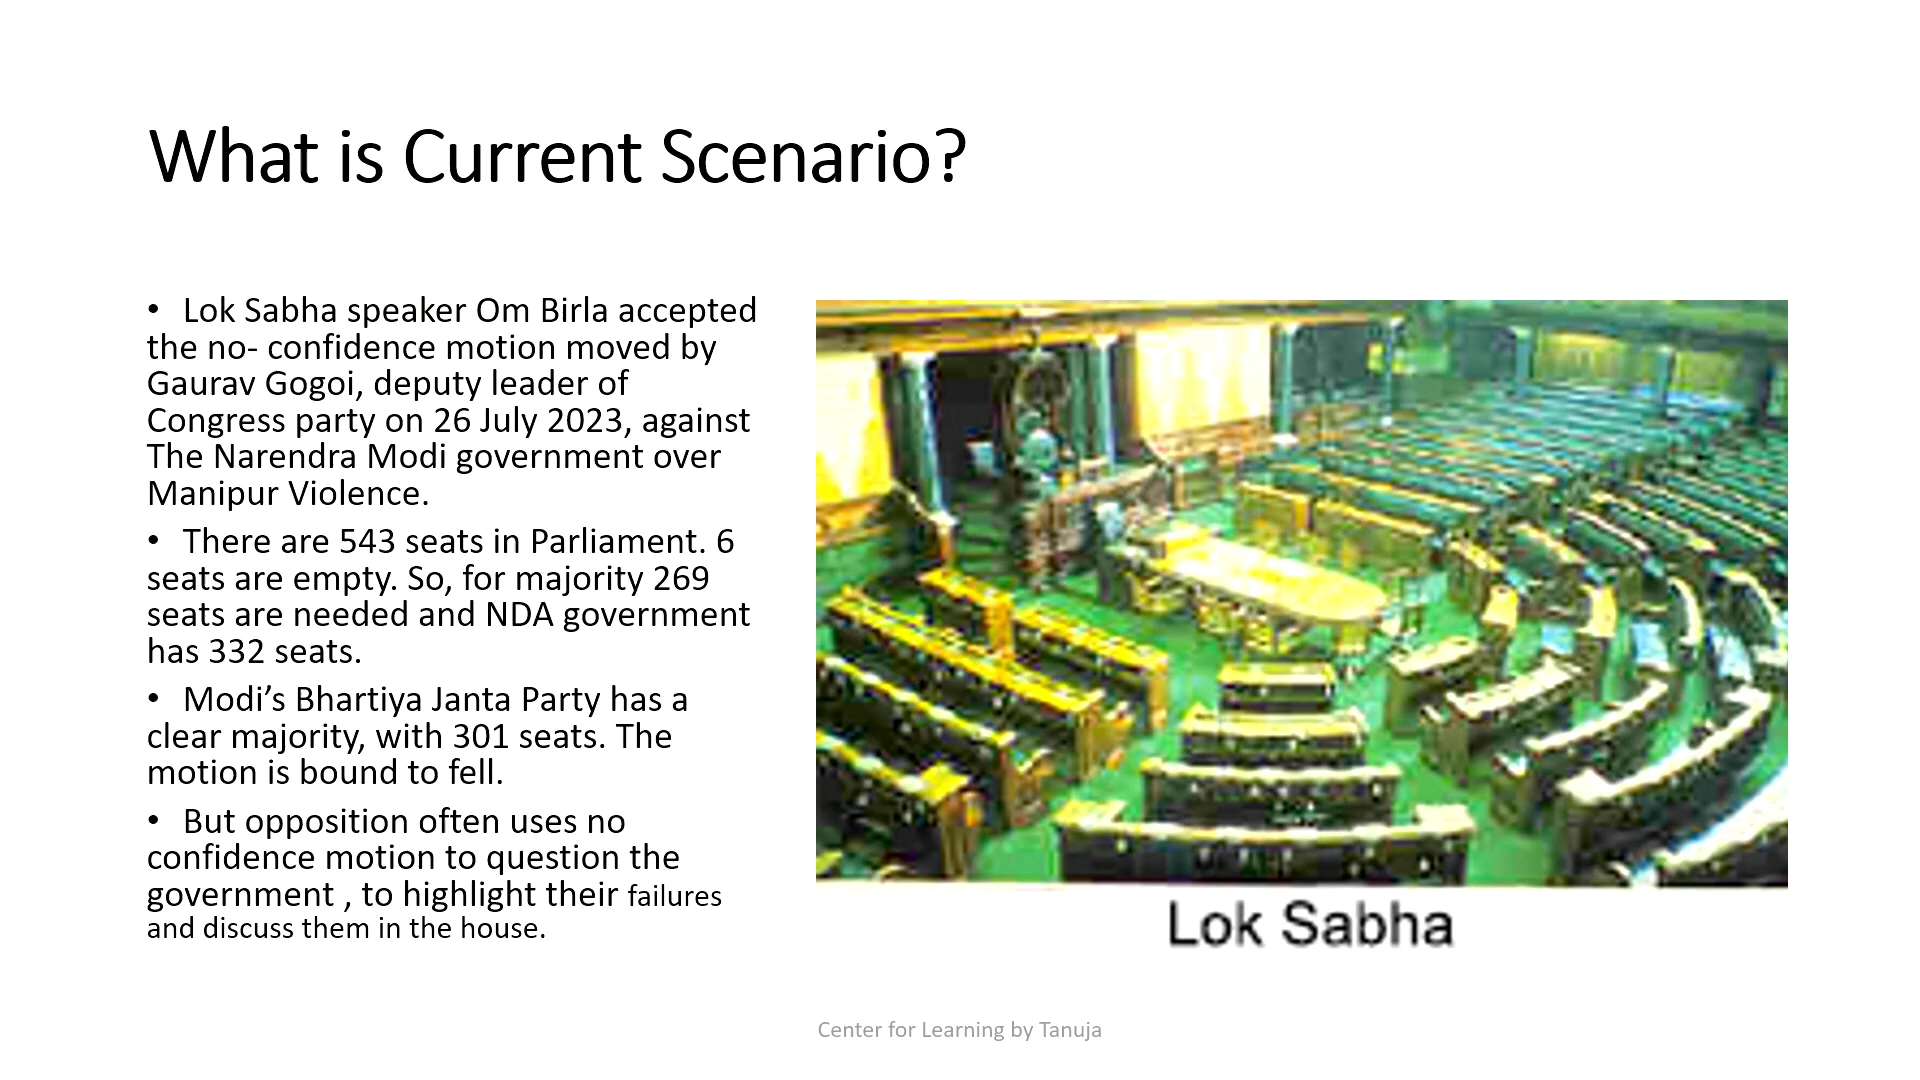 What is Current Scenario?
• Lok Sabha speaker Om Birla accepted
the no- confidence motion moved by
Gaurav Gogoi, deputy leader of
Congress party on 26 July 2023, against
The Narendra Modi government over
Manipur Violence.
• There are 543 seats in Parliament. 6
seats are empty. So, for majority 269
seats are needed and NDA government
has 332 seats.
• Modi’s Bhartiya Janta Party has a
clear majority, with 301 seats. The
motion is bound to fell.
• But opposition often uses no
confidence motion to question the
government , to highlight their failures
and discuss them in the house.
Lok Sabha
Center for Learning by Tanuja